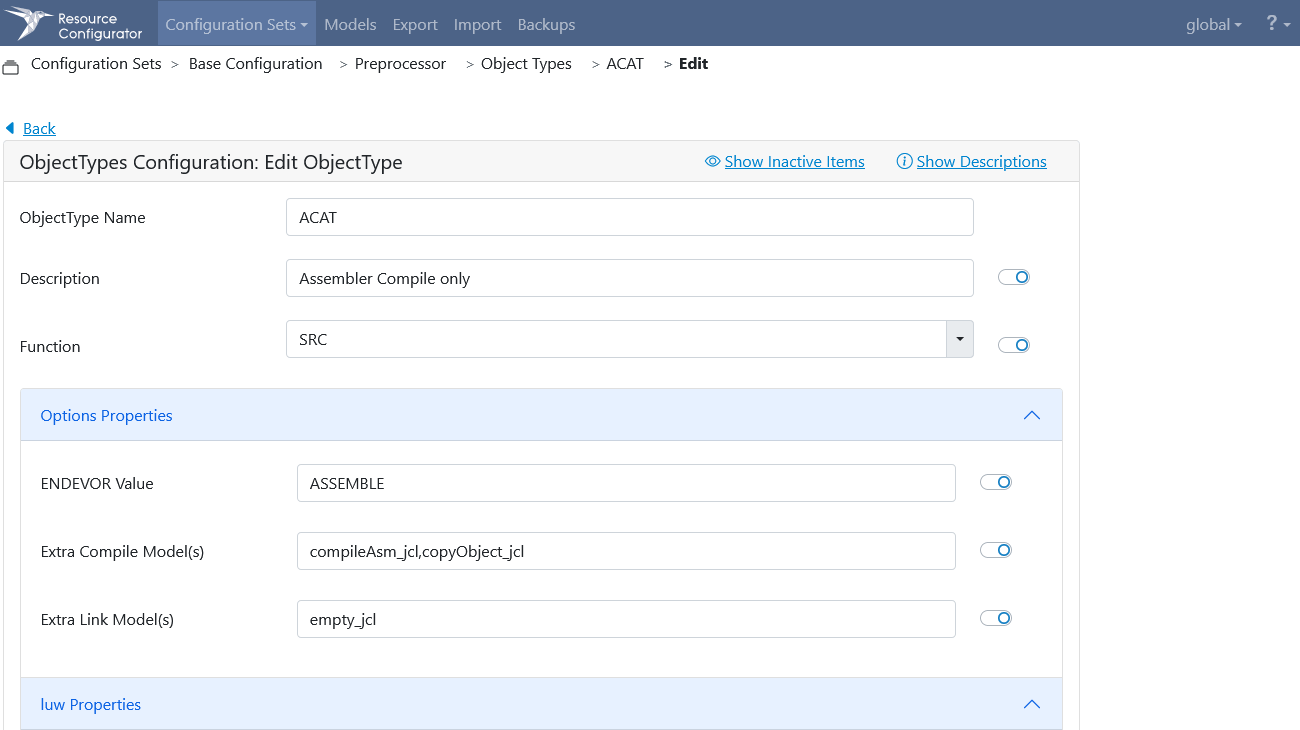 Resource Configurator Configuration Sets Models Export Import Backups global ?
Configuration Sets > Base Configuration > Preprocessor > Object Types > ACAT > Edit
Back
ObjectTypes Configuration: Edit ObjectType Show Inactive Items Show Descriptions
ObjectType Name ACAT
Description Assembler Compile only
Function SRC
Options Properties
ENDEVOR Value ASSEMBLE
Extra Compile Model(s) compileAsm_jcl,copyObject_jcl
Extra Link Model(s) empty_jcl
luw Properties